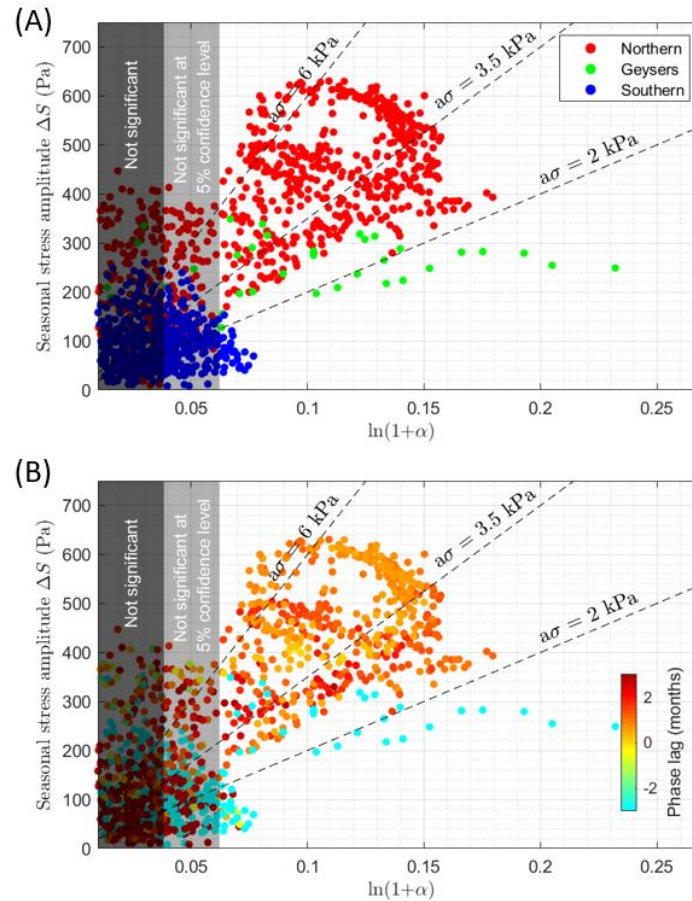 (A)
700
600
500
400
300
200
100
0
Seasonal stress amplitude ΔS (Pa)
Not significant
Not significant at
5% confidence level
aσ = 6 kPa
aσ = 3.5 kPa
aσ = 2 kPa
Northern
Geysers
Southern
0.05
0.1
0.15
0.2
0.25
ln(1+α)
(B)
700
600
500
400
300
200
100
0
Seasonal stress amplitude ΔS (Pa)
Not significant
Not significant at
5% confidence level
aσ = 6 kPa
aσ = 3.5 kPa
aσ = 2 kPa
2
0
-2
Phase lag (months)
0.05
0.1
0.15
0.2
0.25
ln(1+α)